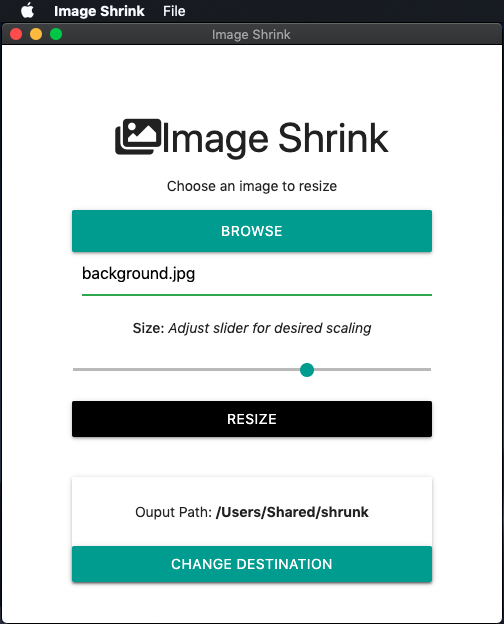 Image Shrink File
Image Shrink
Image Shrink
Choose an image to resize
BROWSE
background.jpg
Size: Adjust slider for desired scaling
RESIZE
Ouput Path: /Users/Shared/shrunk
CHANGE DESTINATION